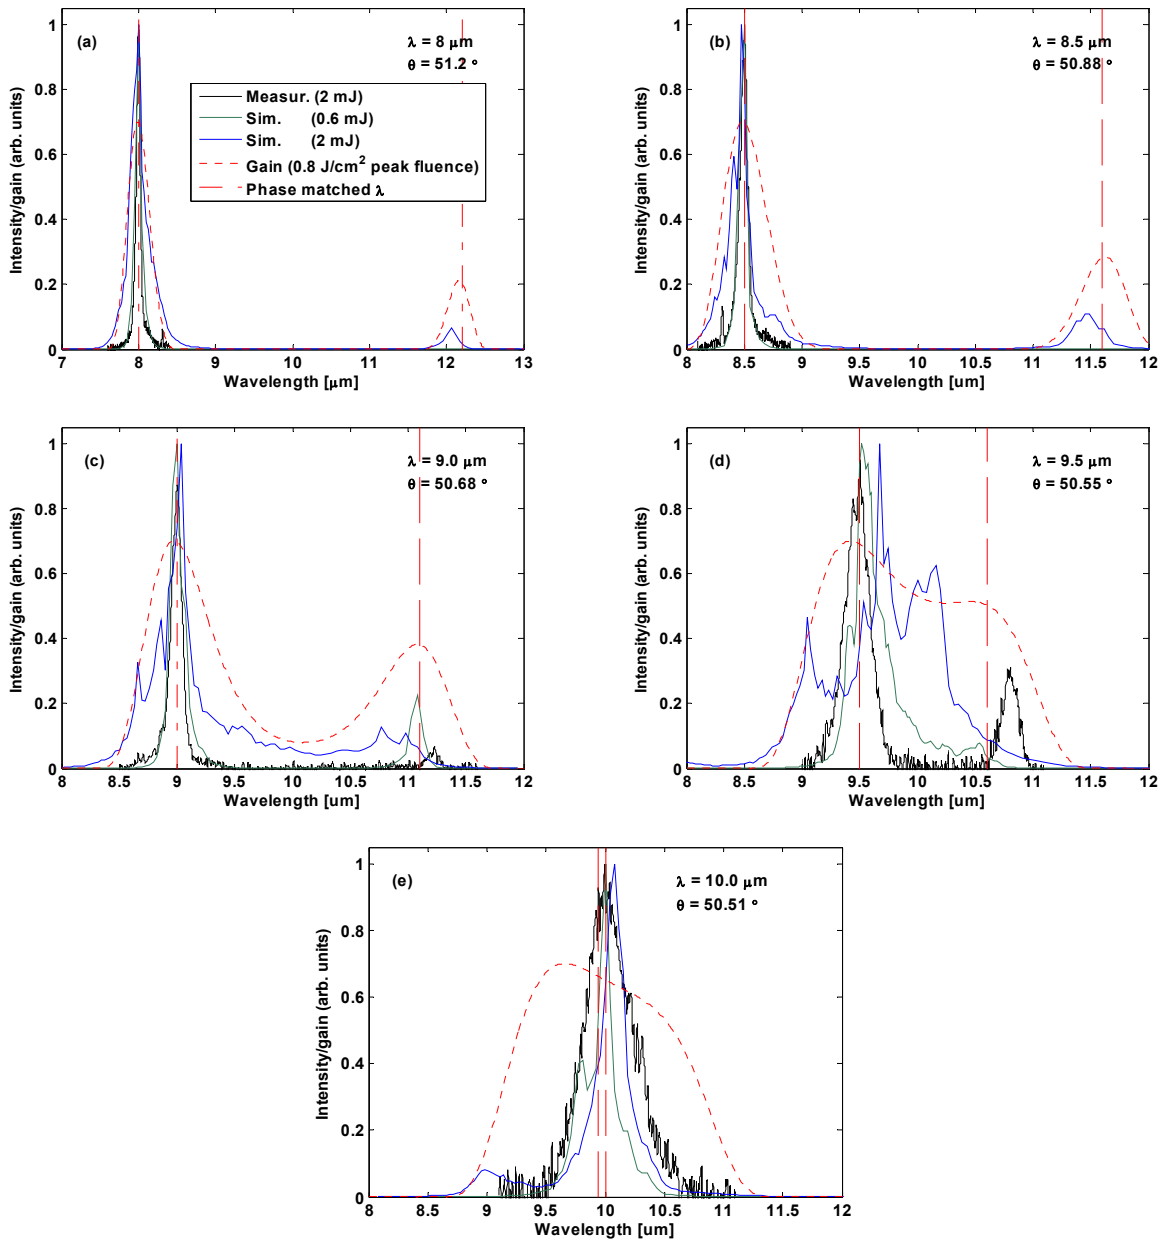 (a)
λ = 8 μm
θ = 51.2 °
Measur. (2 mJ)
Sim. (0.6 mJ)
Sim. (2 mJ)
Gain (0.8 J/cm² peak fluence)
Phase matched λ
Intensity/gain (arb. units)
1
0.8
0.6
0.4
0.2
0
7 8 9 10 11 12 13
Wavelength [μm]
(b)
λ = 8.5 μm
θ = 50.88 °
Intensity/gain (arb. units)
1
0.8
0.6
0.4
0.2
0
8 8.5 9 9.5 10 10.5 11 11.5 12
Wavelength [um]
(c)
λ = 9.0 μm
θ = 50.68 °
Intensity/gain (arb. units)
1
0.8
0.6
0.4
0.2
0
8 8.5 9 9.5 10 10.5 11 11.5 12
Wavelength [um]
(d)
λ = 9.5 μm
θ = 50.55 °
Intensity/gain (arb. units)
1
0.8
0.6
0.4
0.2
0
8 8.5 9 9.5 10 10.5 11 11.5 12
Wavelength [um]
(e)
λ = 10.0 μm
θ = 50.51 °
Intensity/gain (arb. units)
1
0.8
0.6
0.4
0.2
0
8 8.5 9 9.5 10 10.5 11 11.5 12
Wavelength [um]